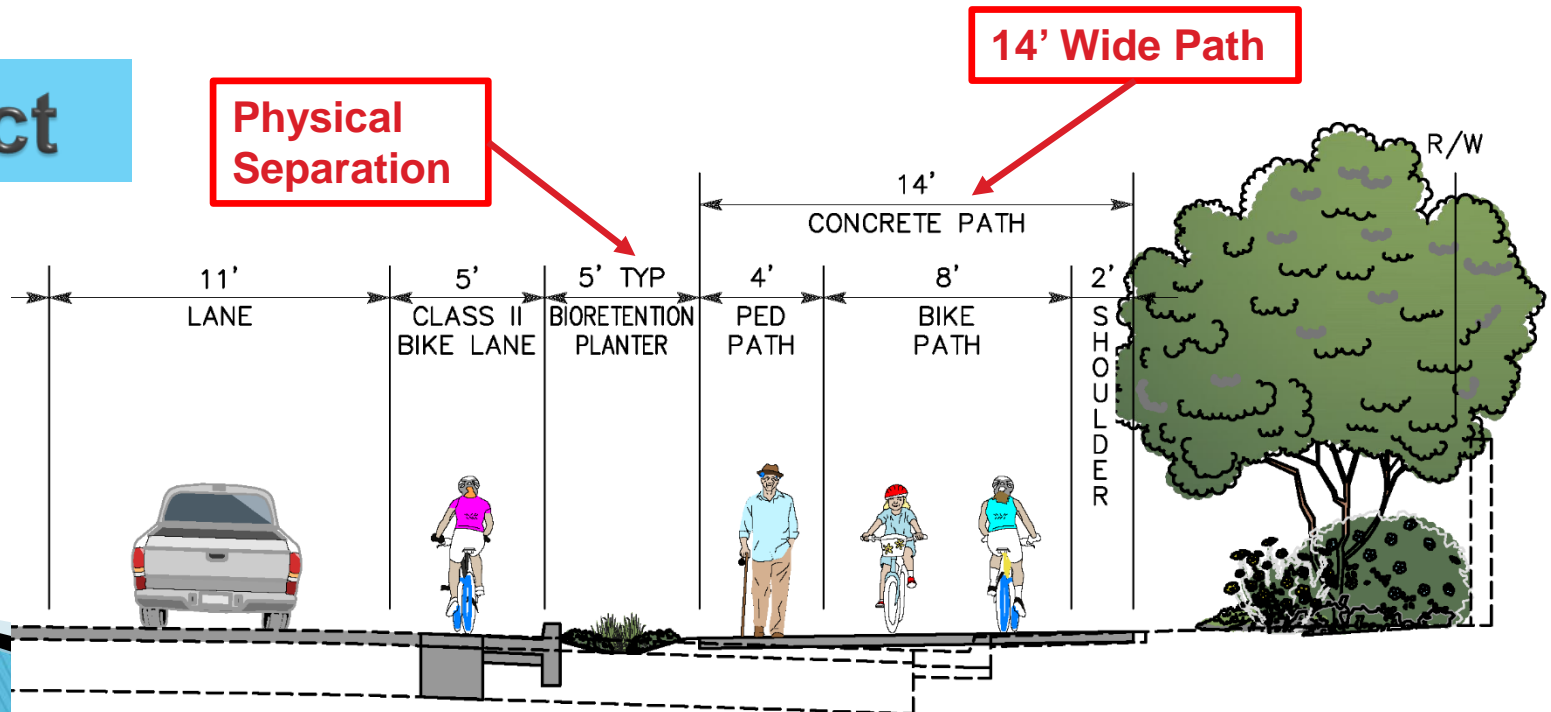 ct
14' Wide Path
Physical
Separation
R/W
14'
CONCRETE PATH
11'
LANE
5'
CLASS II
BIKE LANE
5' TYP
BIORETENTION
PLANTER
4'
PED
PATH
8'
BIKE
PATH
2'
SHOULDER